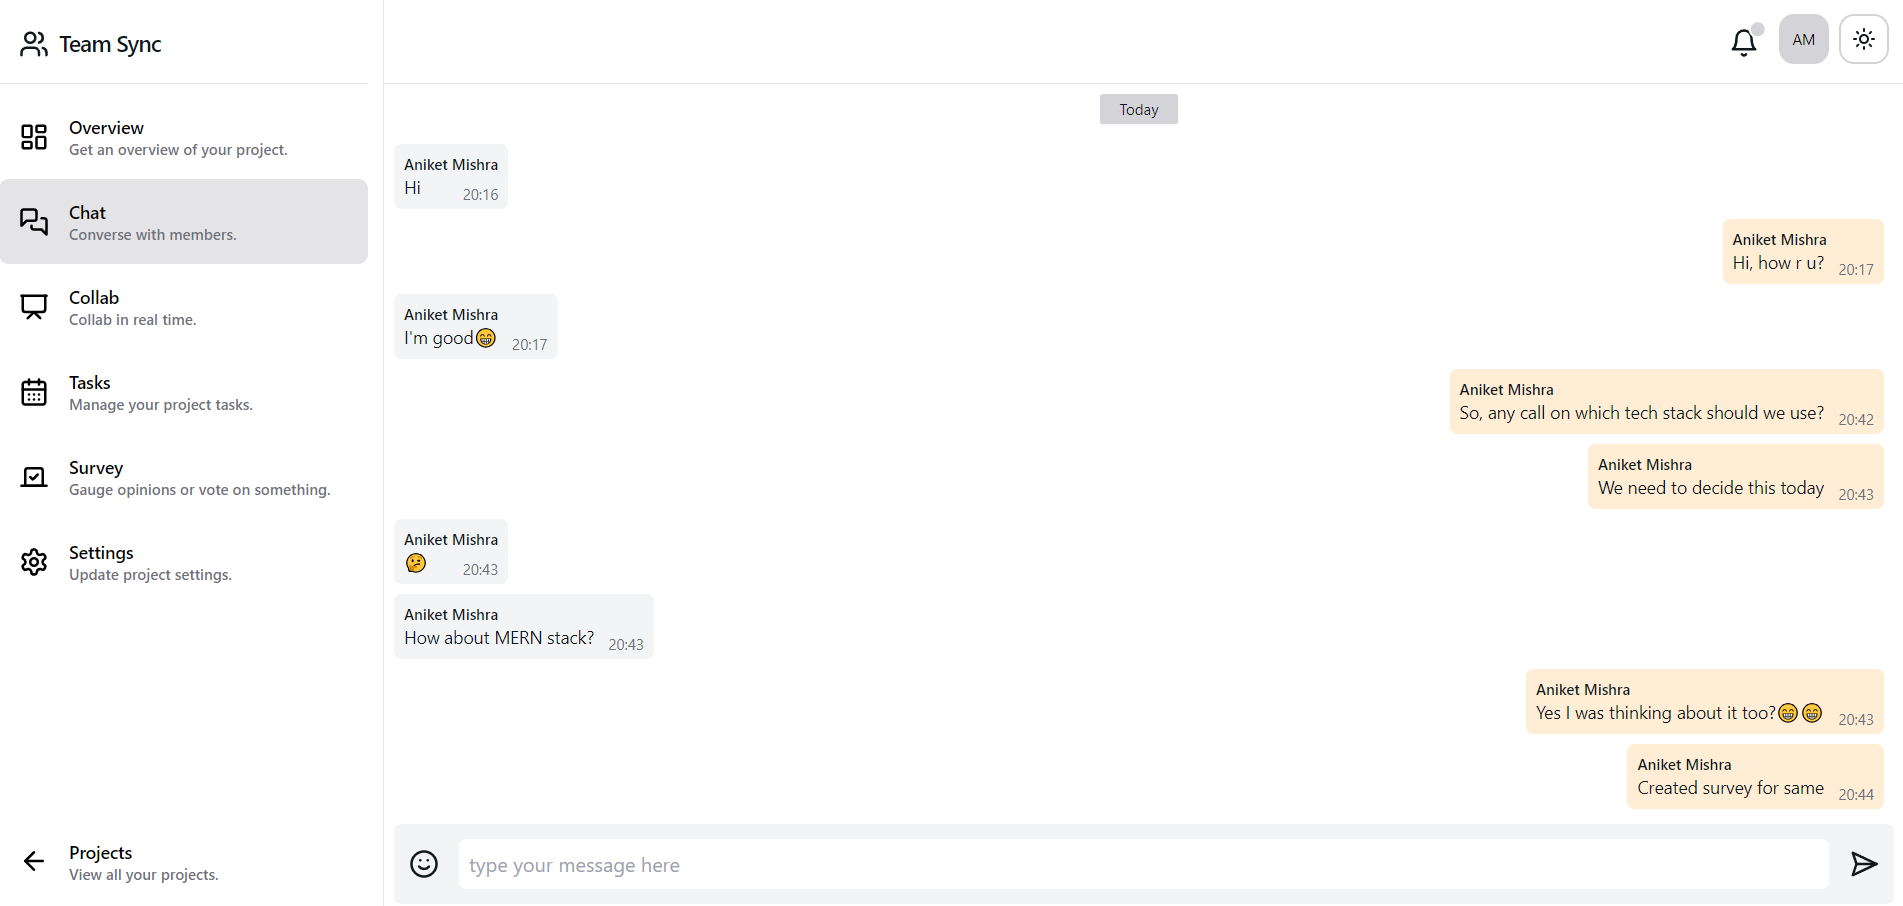 Team Sync
Overview
Get an overview of your project.
Chat
Converse with members.
Collab
Collab in real time.
Tasks
Manage your project tasks.
Survey
Gauge opinions or vote on something.
Settings
Update project settings.
Projects
View all your projects.
AM
Today
Aniket Mishra
Hi 20:16
Aniket Mishra
Hi, how r u? 20:17
Aniket Mishra
I'm good😁 20:17
Aniket Mishra
So, any call on which tech stack should we use? 20:42
Aniket Mishra
We need to decide this today 20:43
Aniket Mishra
🤔 20:43
Aniket Mishra
How about MERN stack? 20:43
Aniket Mishra
Yes I was thinking about it too?😁😁 20:43
Aniket Mishra
Created survey for same 20:44
type your message here